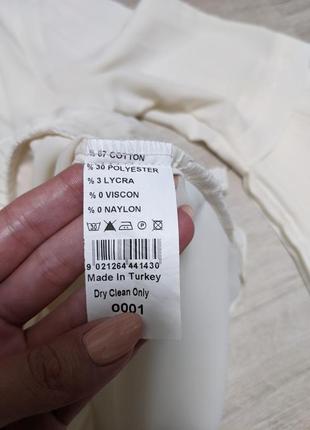 % 67 COTTON
% 30 POLYESTER
% 3 LYCRA
% 0 VISCON
% 0 NAYLON
9 021264 441430
Made In Turkey
Dry Clean Only
0001